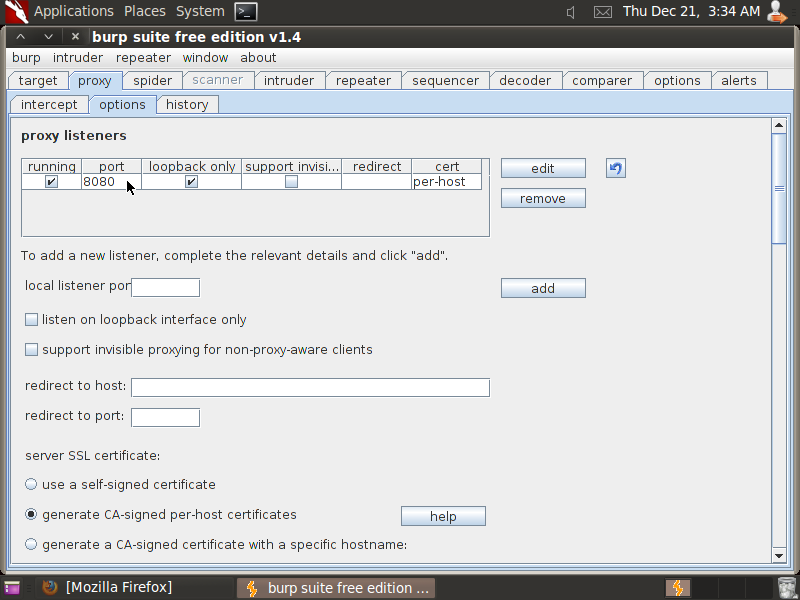 Applications Places System Thu Dec 21, 3:34 AM
burp suite free edition v1.4
burp intruder repeater window about
target proxy spider scanner intruder repeater sequencer decoder comparer options alerts
intercept options history
proxy listeners
running port loopback only support invisi... redirect cert
8080 per-host
edit
remove
To add a new listener, complete the relevant details and click "add".
local listener por
add
listen on loopback interface only
support invisible proxying for non-proxy-aware clients
redirect to host:
redirect to port:
server SSL certificate:
use a self-signed certificate
generate CA-signed per-host certificates
help
generate a CA-signed certificate with a specific hostname:
[Mozilla Firefox] burp suite free edition ...